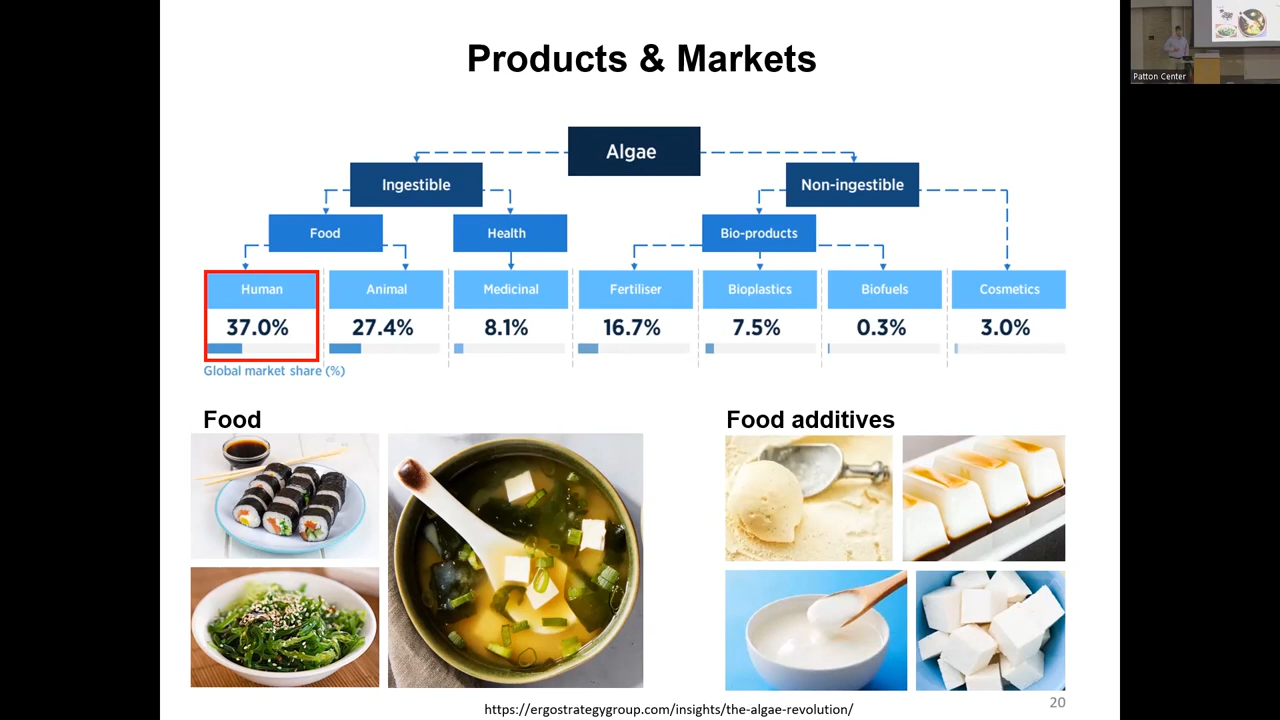 Products & Markets
Patton Center
Algae
Ingestible
Non-ingestible
Food
Health
Bio-products
Human
Animal
Medicinal
Fertiliser
Bioplastics
Biofuels
Cosmetics
37.0%
27.4%
8.1%
16.7%
7.5%
0.3%
3.0%
Global market share (%)
Food
Food additives
https://ergostrategygroup.com/insights/the-algae-revolution/
20